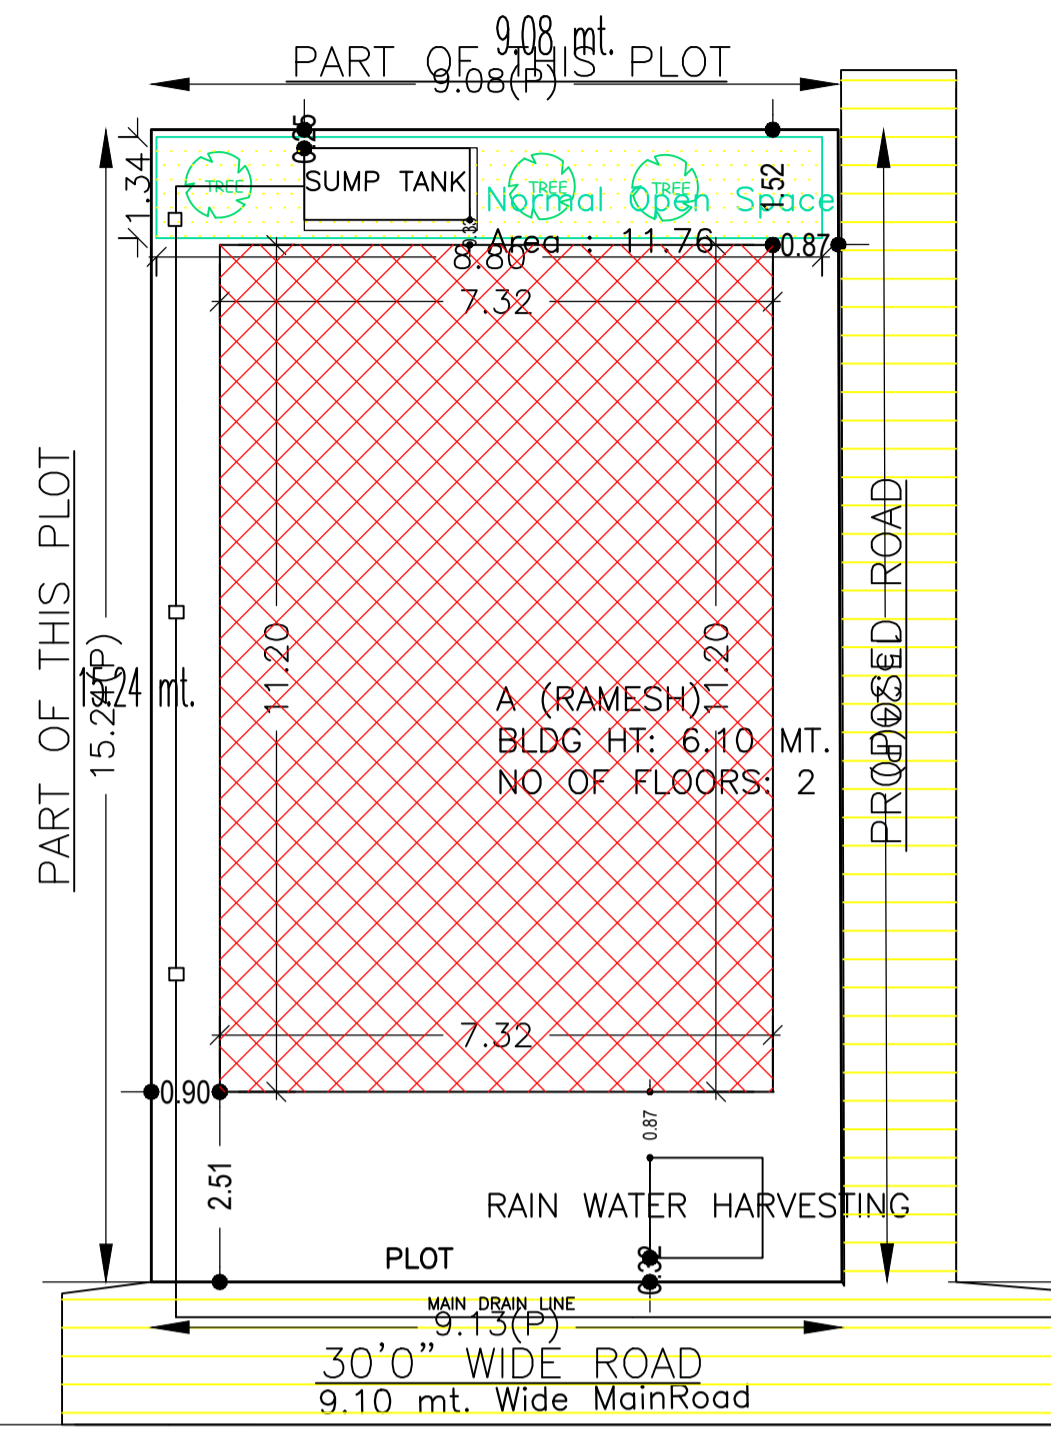 9.08 mt.
PART OF THIS PLOT
9.08(P)
0.25
1.34
TREE
SUMP TANK
TREE
TREE
1.52
Normal Open Space
Area : 11.76
0.87
8.80
7.32
11.20
11.20
PART OF THIS PLOT
15.24(P)
15.24 mt.
A (RAMESH)
BLDG HT: 6.10 MT.
NO OF FLOORS: 2
PROPOSED ROAD
7.32
0.90
0.87
2.51
RAIN WATER HARVESTING
0.32
PLOT
MAIN DRAIN LINE
9.13(P)
30'0" WIDE ROAD
9.10 mt. Wide MainRoad